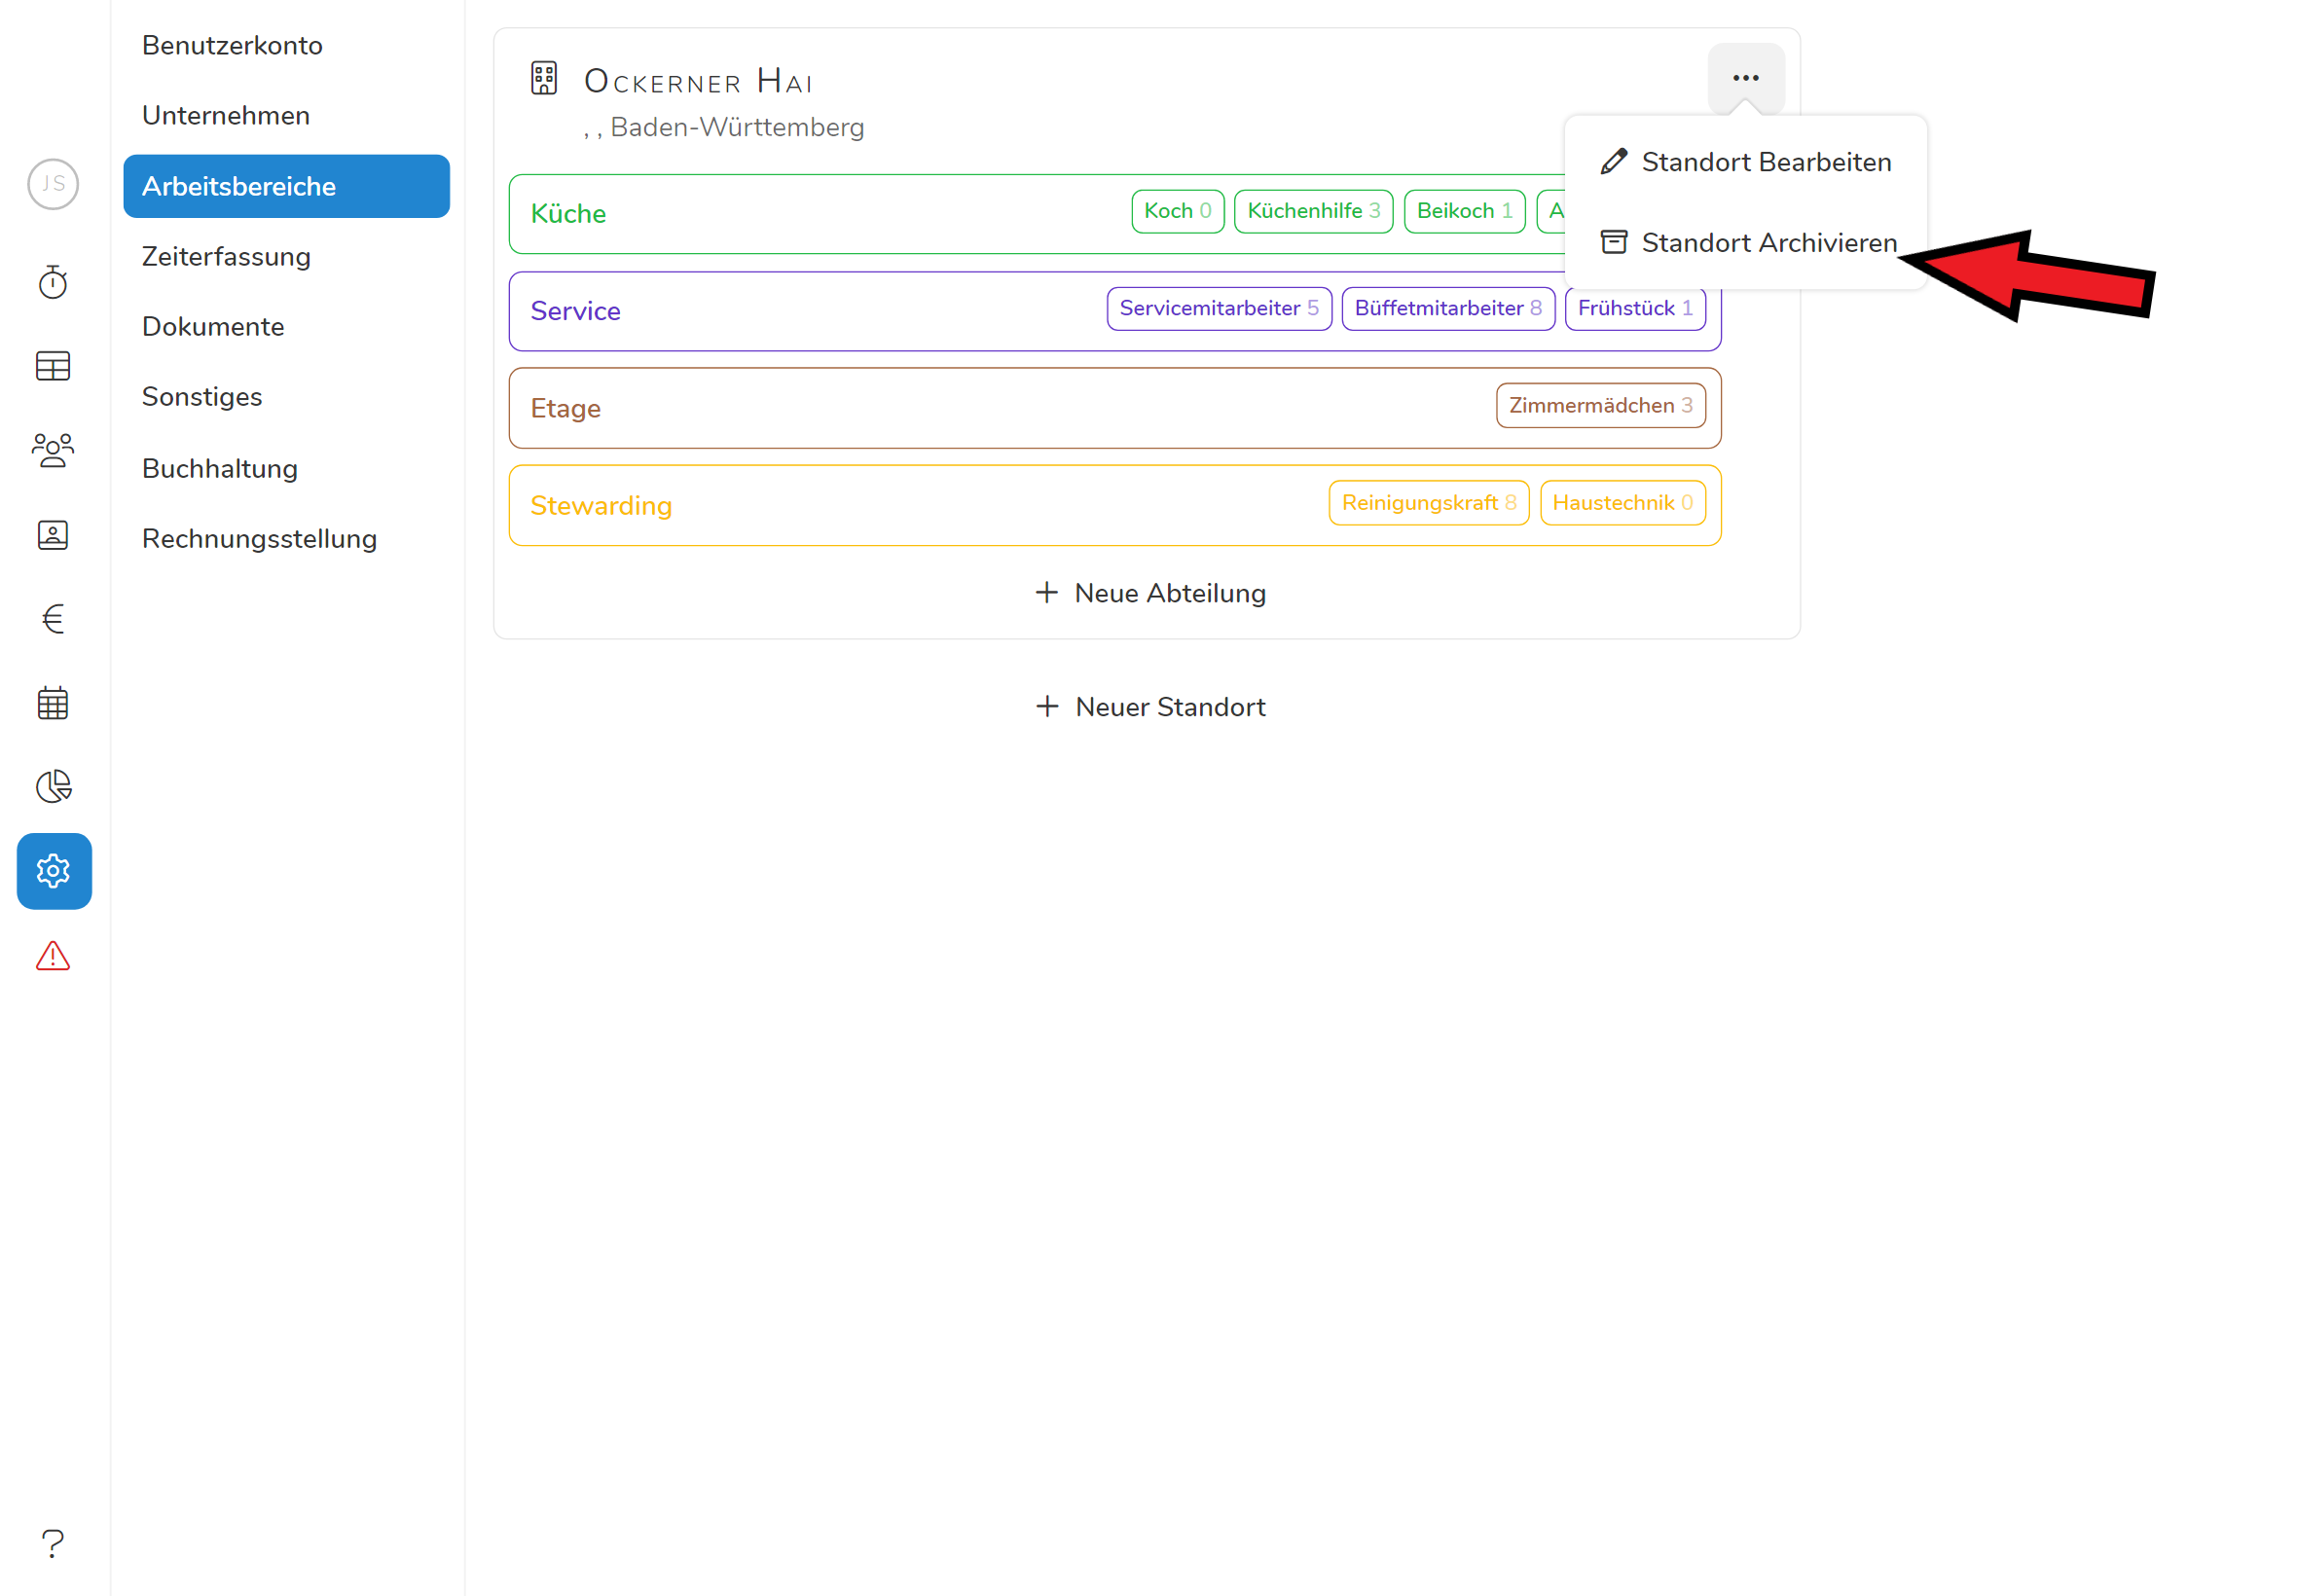 JS
Benutzerkonto
Unternehmen
Arbeitsbereiche
Zeiterfassung
Dokumente
Sonstiges
Buchhaltung
Rechnungsstellung
?
Ockerner Hai
, , Baden-Württemberg
...
Standort Bearbeiten
Standort Archivieren
Küche Koch 0 Küchenhilfe 3 Beikoch 1 A
Service Servicemitarbeiter 5 Büffetmitarbeiter 8 Frühstück 1
Etage Zimmermädchen 3
Stewarding Reinigungskraft 8 Haustechnik 0
+ Neue Abteilung
+ Neuer Standort